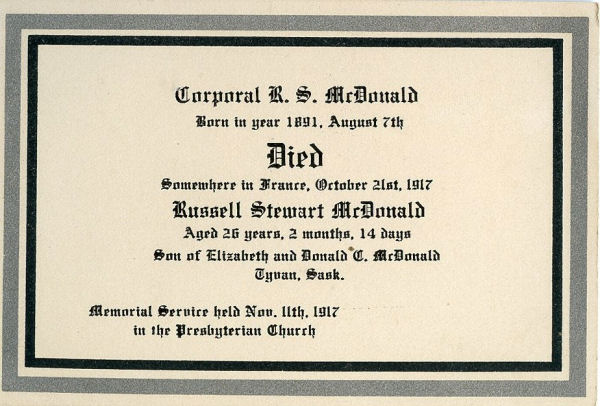 Corporal R. S. McDonald
Born in year 1891, August 7th
Died
Somewhere in France, October 21st, 1917
Russell Stewart McDonald
Aged 26 years, 2 months, 14 days
Son of Elizabeth and Donald C. McDonald
Tyvan, Sask.
Memorial Service held Nov. 11th, 1917
in the Presbyterian Church